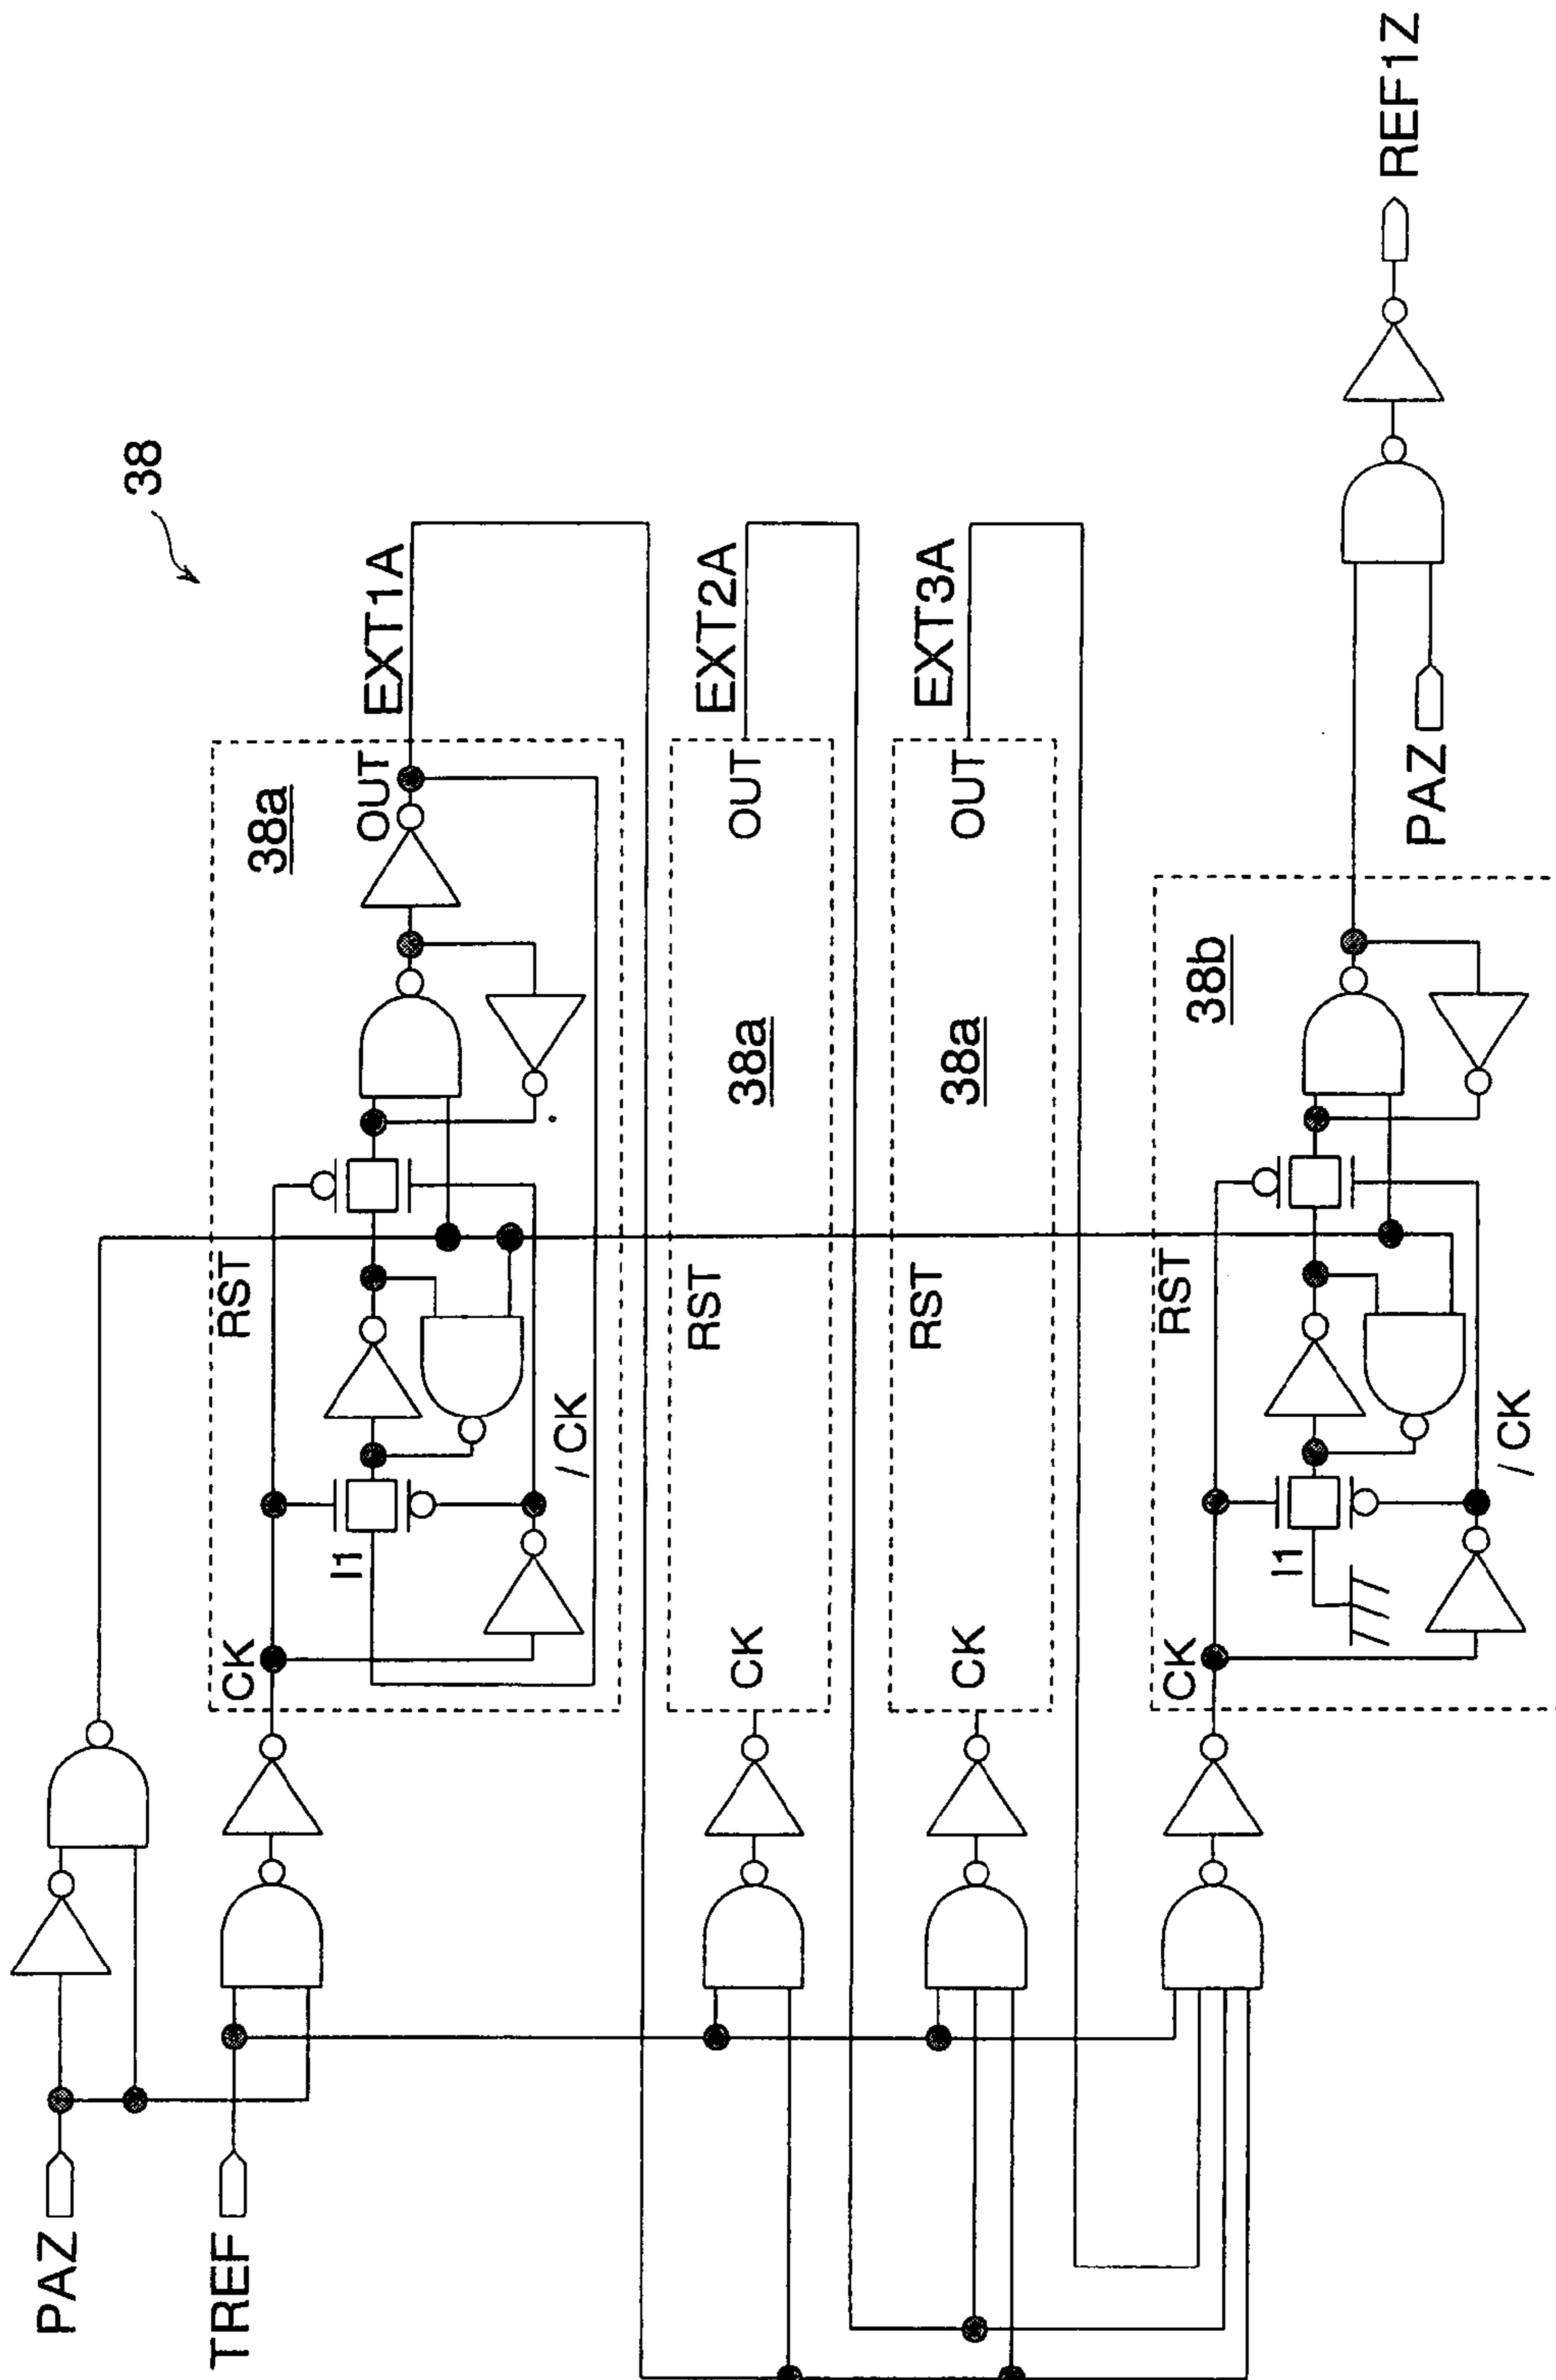 38
PAZ
TREF
CK
I1
/ CK
RST
38a
OUT
EXT1A
CK
RST
38a
OUT
EXT2A
CK
RST
38a
OUT
EXT3A
CK
I1
/ CK
RST
38b
PAZ
REF1Z